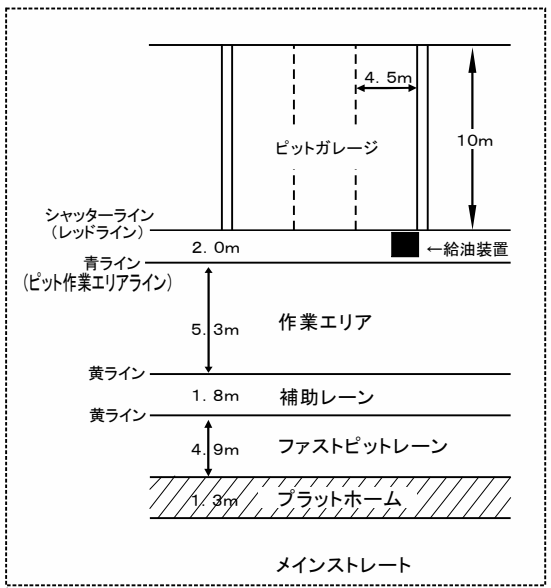 4. 5m
ピットガレージ
10m
シャッターライン
(レッドライン)
2. 0m
←給油装置
青ライン
(ピット作業エリアライン)
5. 3m
作業エリア
黄ライン
1. 8m
補助レーン
黄ライン
4. 9m
ファストピットレーン
1. 3m
プラットホーム
メインストレート